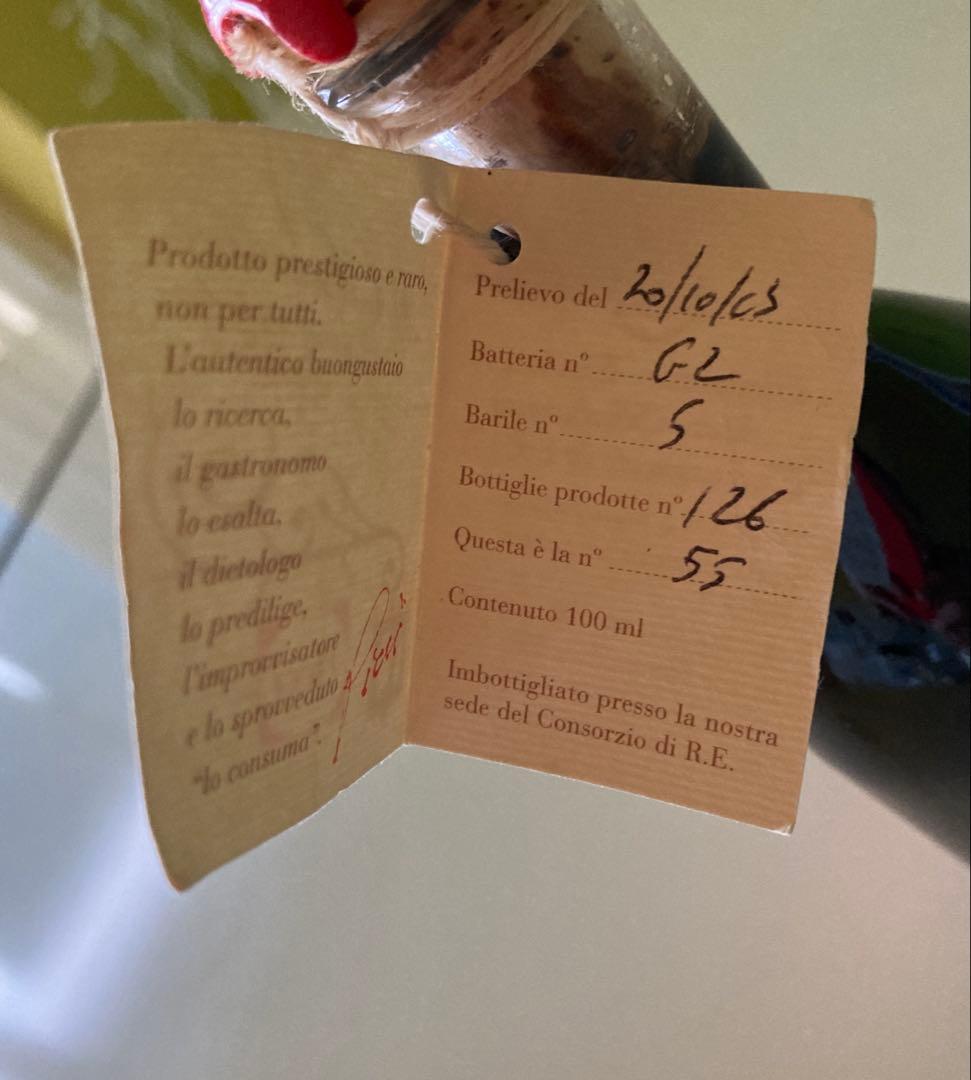 Prodotto prestigioso e raro,
non per tutti.
L'autentico buongustaio
lo ricerca,
il gastronomo
lo esalta,
il dietologo
lo predilige,
l'improvvisatore
e lo sprovveduto
"lo consuma".
Prelievo del 20/10/03
Batteria n° G2
Barile n° 5
Bottiglie prodotte n° 126
Questa è la n° 55
Contenuto 100 ml
Imbottigliato presso la nostra
sede del Consorzio di R.E.